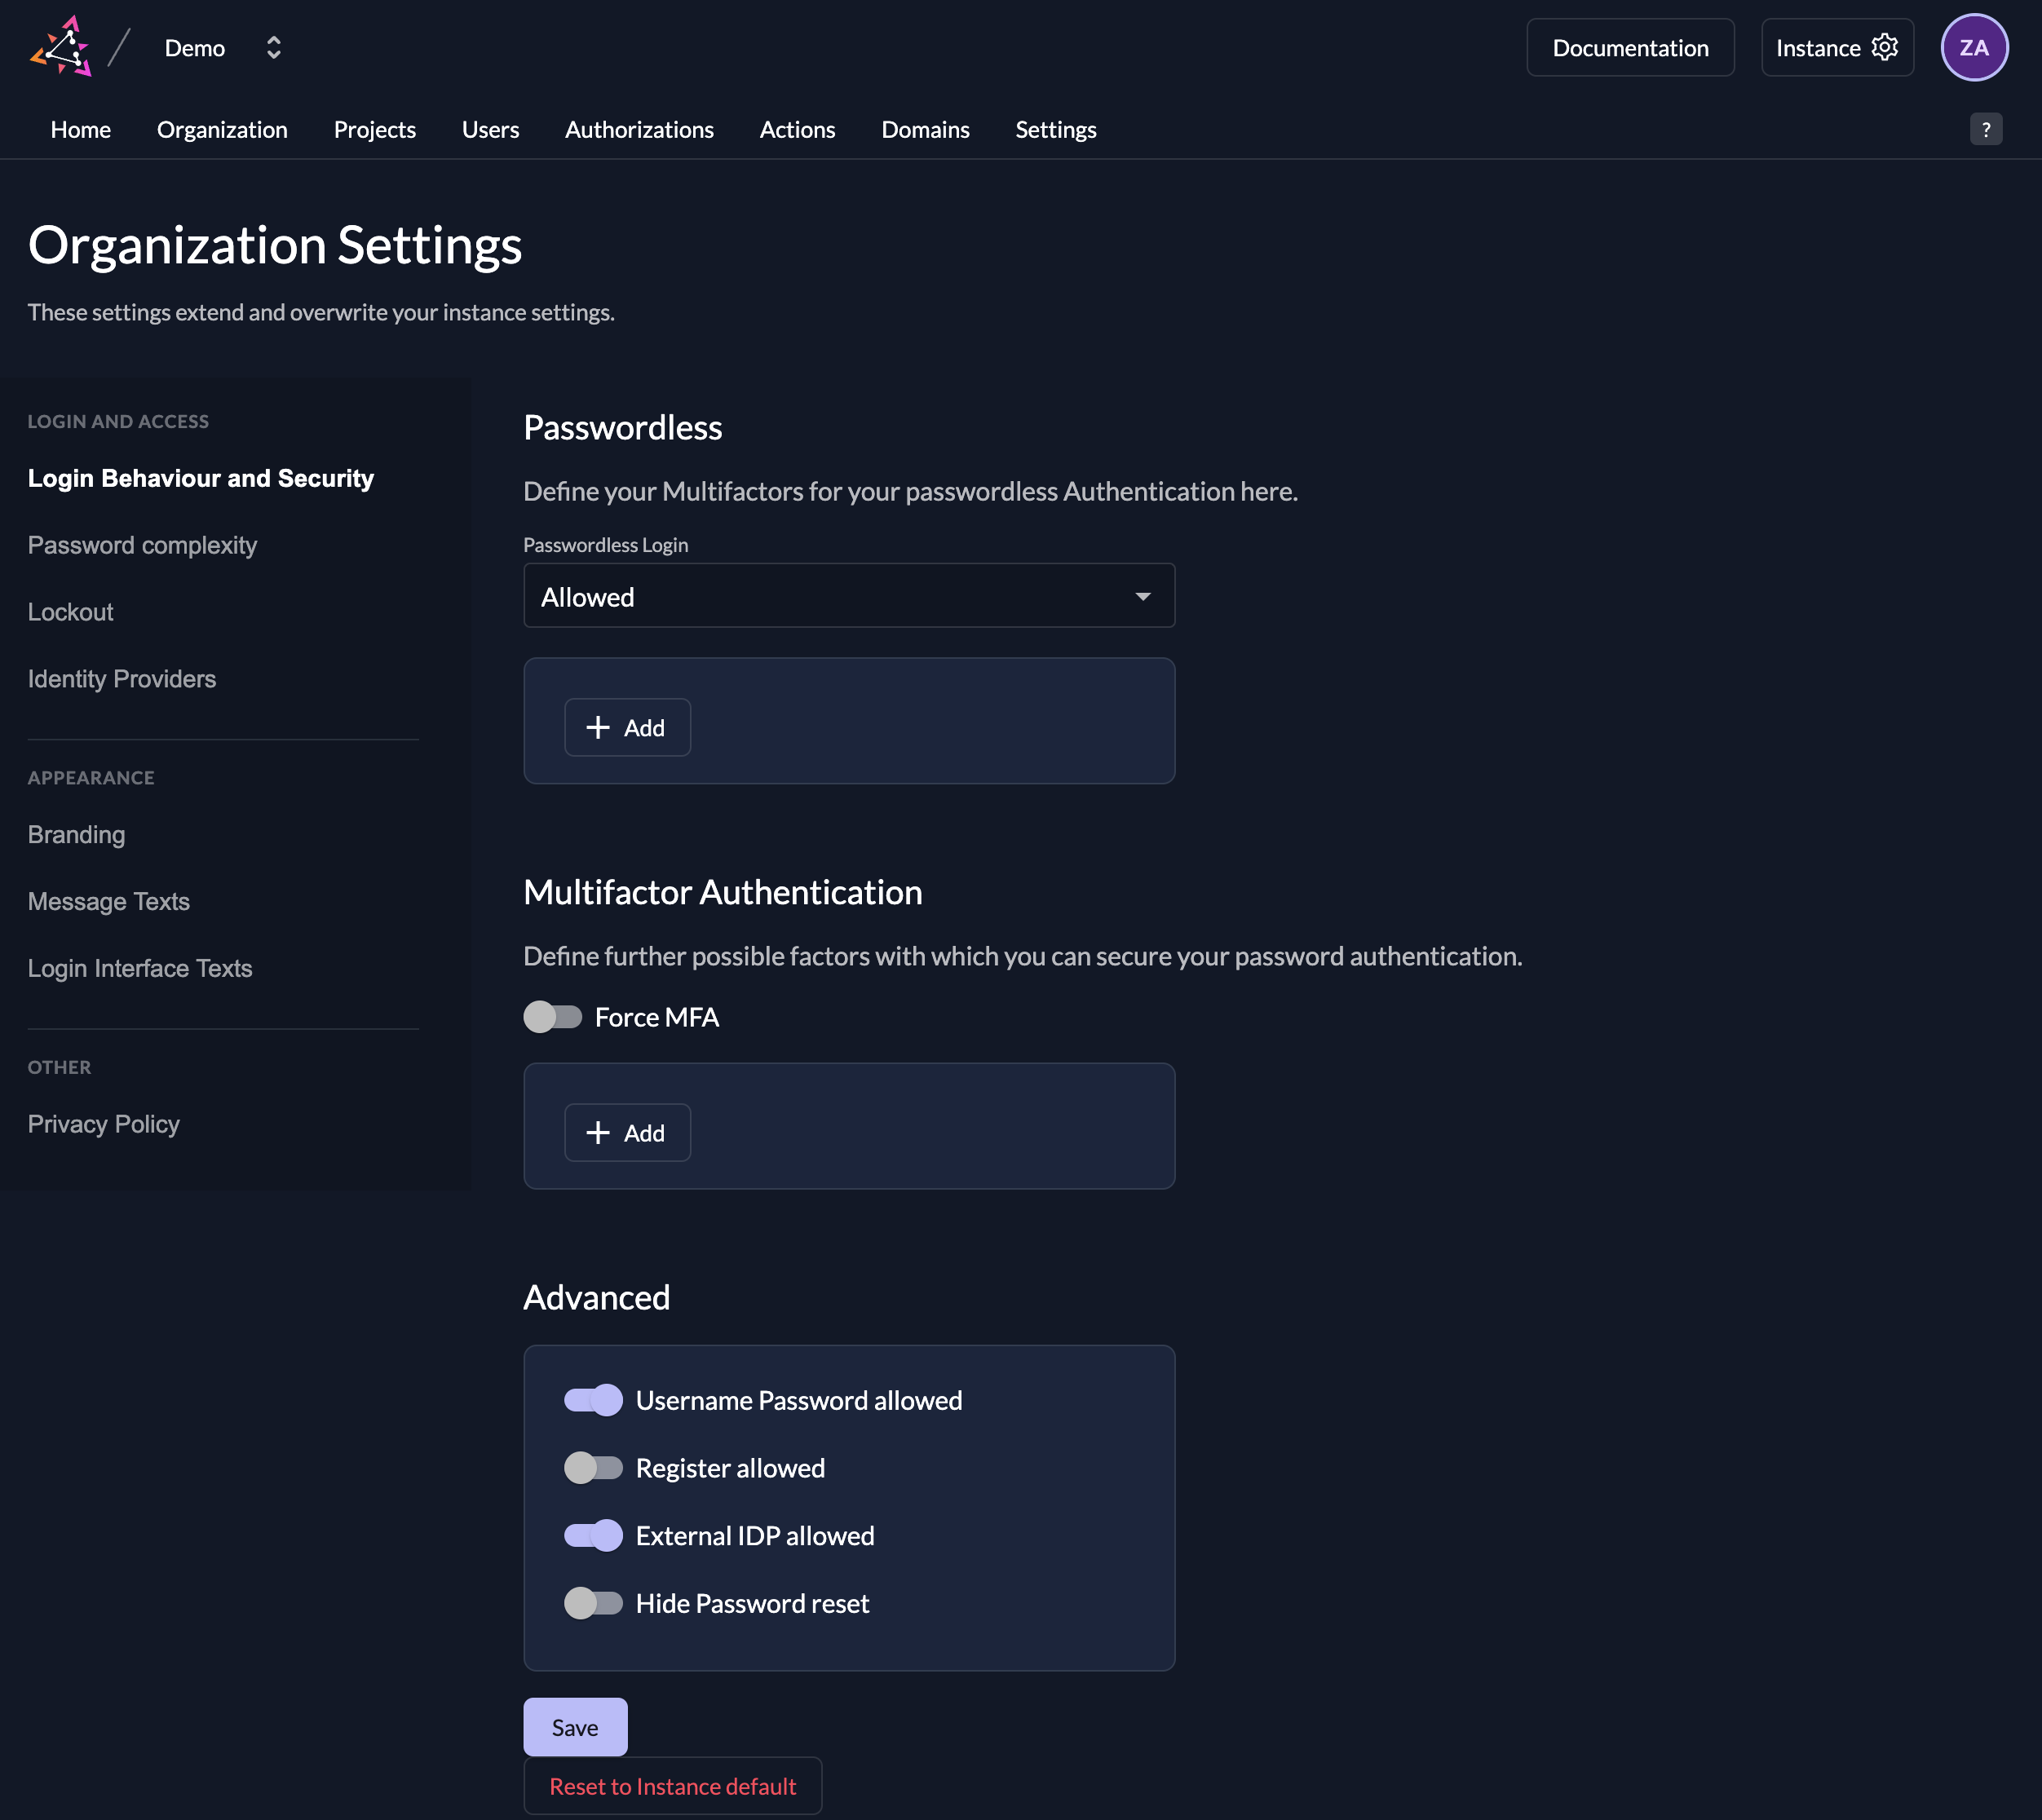 Demo
Documentation
Instance
ZA
Home
Organization
Projects
Users
Authorizations
Actions
Domains
Settings
?
Organization Settings
These settings extend and overwrite your instance settings.
LOGIN AND ACCESS
Login Behaviour and Security
Password complexity
Lockout
Identity Providers
APPEARANCE
Branding
Message Texts
Login Interface Texts
OTHER
Privacy Policy
Passwordless
Define your Multifactors for your passwordless Authentication here.
Passwordless Login
Allowed
Add
Multifactor Authentication
Define further possible factors with which you can secure your password authentication.
Force MFA
Add
Advanced
Username Password allowed
Register allowed
External IDP allowed
Hide Password reset
Save
Reset to Instance default